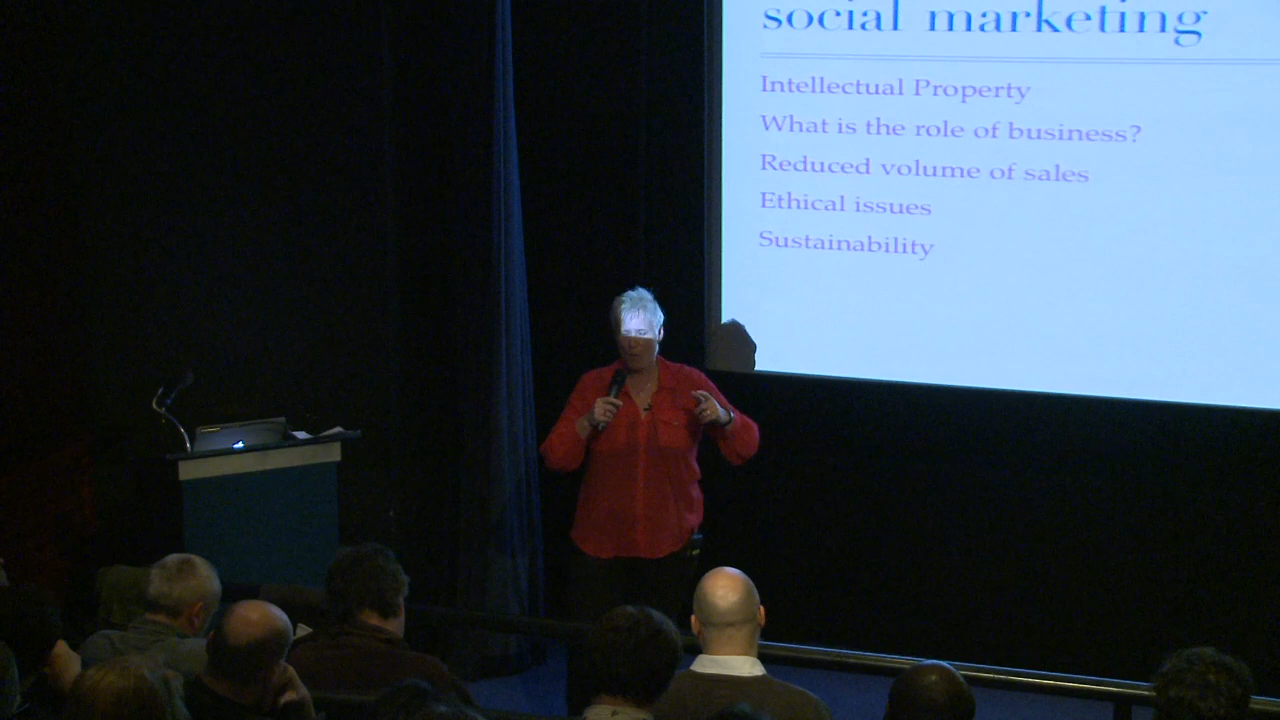 social marketing
Intellectual Property
What is the role of business?
Reduced volume of sales
Ethical issues
Sustainability